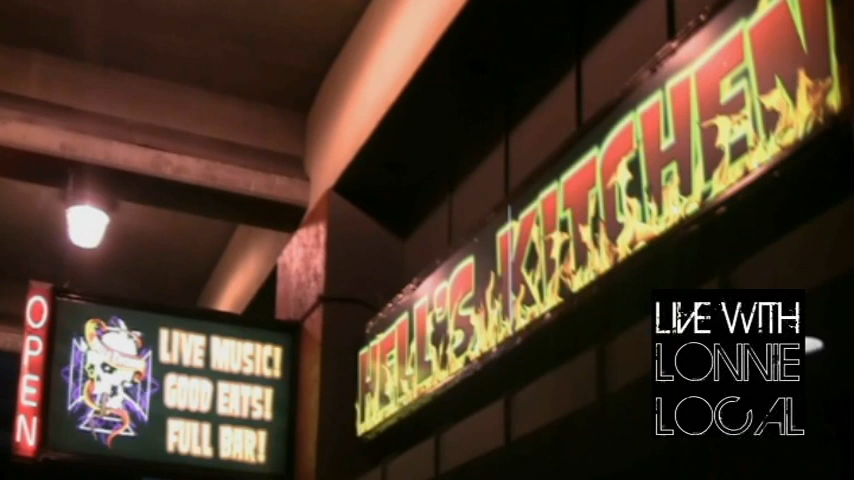 HELL'S KITCHEN
OPEN
LIVE MUSIC!
GOOD EATS!
FULL BAR!
LIVE WITH
LONNIE
LOCAL